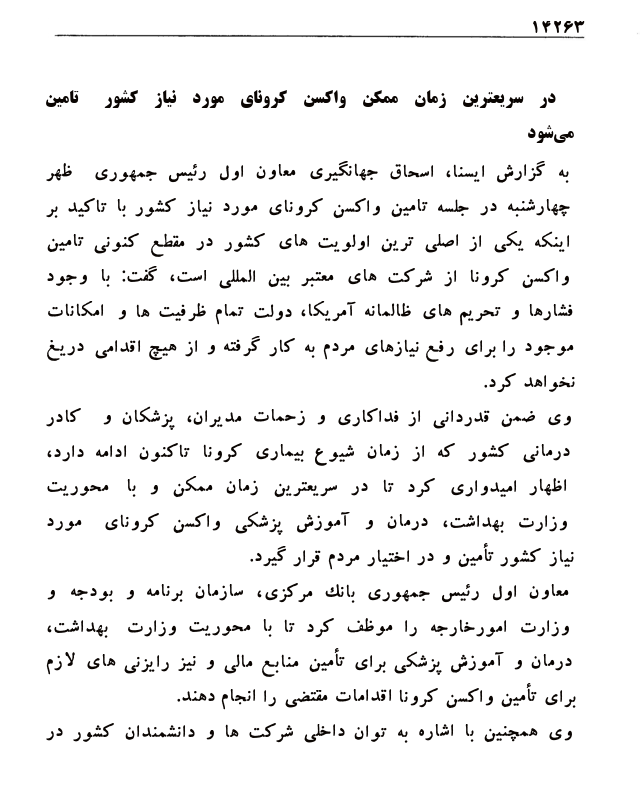 ۱۴۲۶۳
در سریعترین زمان ممکن واکسن کرونای مورد نیاز کشور تامین
می‌شود
به گزارش ایسنا، اسحاق جهانگیری معاون اول رئیس جمهوری ظهر
چهارشنبه در جلسه تامین واکسن کرونای مورد نیاز کشور با تاکید بر
اینکه یکی از اصلی ترین اولویت های کشور در مقطع کنونی تامین
واکسن کرونا از شرکت های معتبر بین المللی است، گفت: با وجود
فشارها و تحریم های ظالمانه آمریکا، دولت تمام ظرفیت ها و امکانات
موجود را برای رفع نیازهای مردم به کار گرفته و از هیچ اقدامی دریغ
نخواهد کرد.
وی ضمن قدردانی از فداکاری و زحمات مدیران، پزشکان و کادر
درمانی کشور که از زمان شیوع بیماری کرونا تاکنون ادامه دارد،
اظهار امیدواری کرد تا در سریعترین زمان ممکن و با محوریت
وزارت بهداشت، درمان و آموزش پزشکی واکسن کرونای مورد
نیاز کشور تأمین و در اختیار مردم قرار گیرد.
معاون اول رئیس جمهوری بانک مرکزی، سازمان برنامه و بودجه و
وزارت امورخارجه را موظف کرد تا با محوریت وزارت بهداشت،
درمان و آموزش پزشکی برای تأمین منابع مالی و نیز رایزنی های لازم
برای تأمین واکسن کرونا اقدامات مقتضی را انجام دهند.
وی همچنین با اشاره به توان داخلی شرکت ها و دانشمندان کشور در